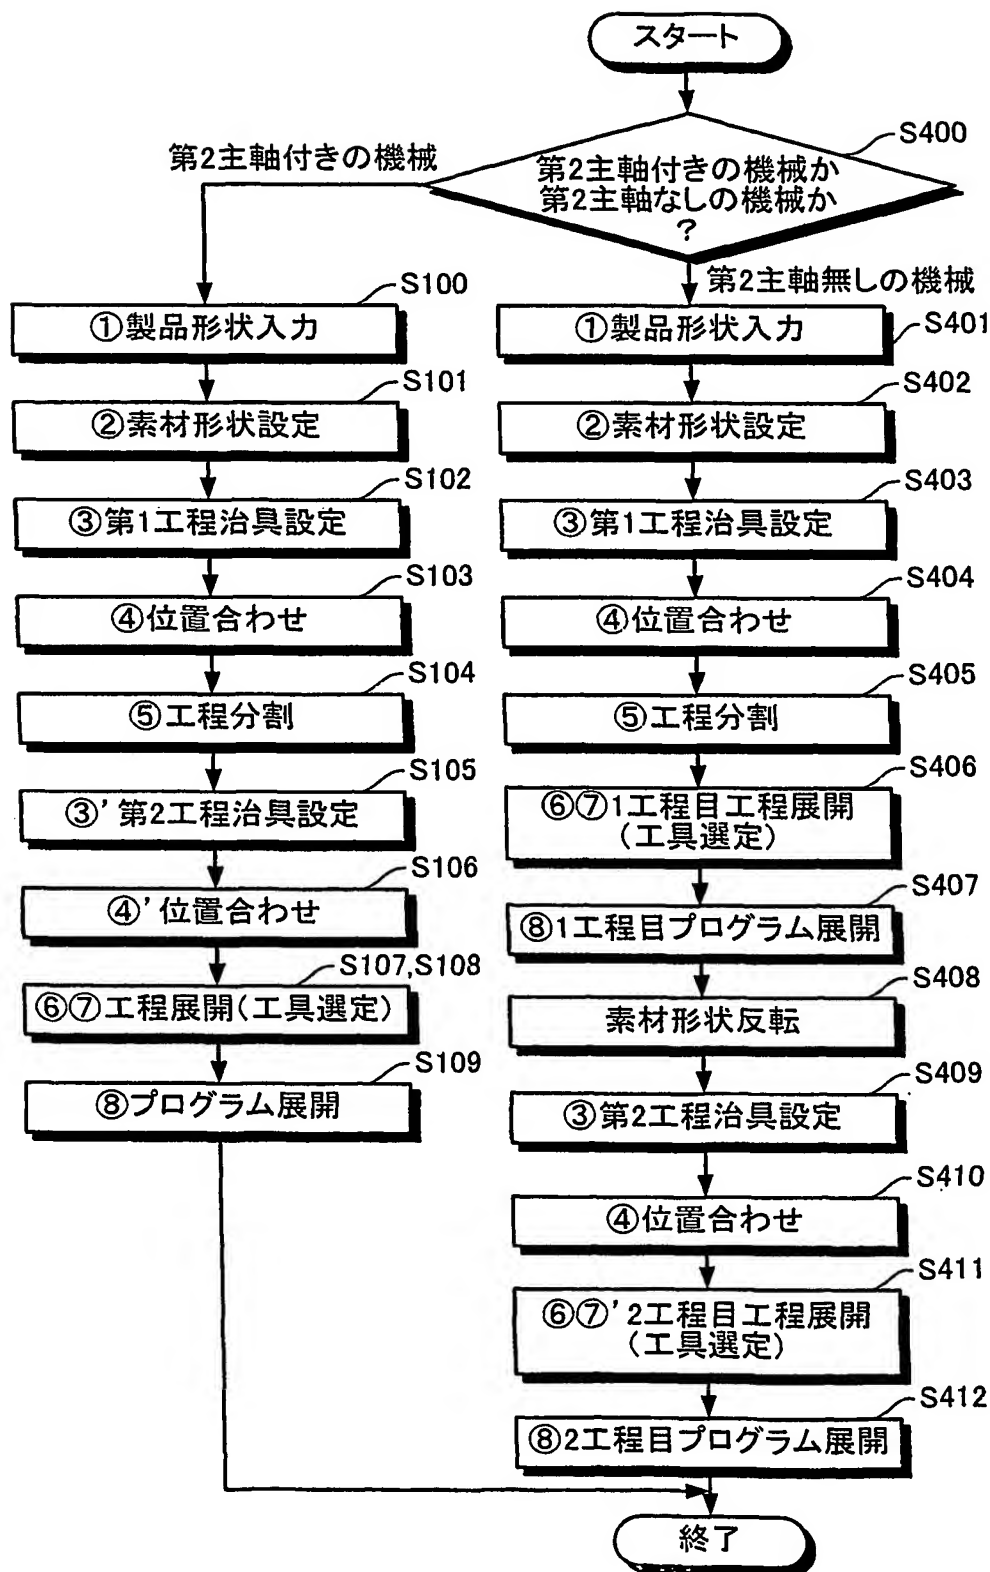 スタート
S400
第2主軸付きの機械か
第2主軸なしの機械か
?
第2主軸付きの機械
第2主軸無しの機械
S100
①製品形状入力
S101
②素材形状設定
S102
③第1工程治具設定
S103
④位置合わせ
S104
⑤工程分割
S105
③'第2工程治具設定
S106
④'位置合わせ
S107,S108
⑥⑦工程展開(工具選定)
S109
⑧プログラム展開
S401
①製品形状入力
S402
②素材形状設定
S403
③第1工程治具設定
S404
④位置合わせ
S405
⑤工程分割
S406
⑥⑦1工程目工程展開
(工具選定)
S407
⑧1工程目プログラム展開
S408
素材形状反転
S409
③第2工程治具設定
S410
④位置合わせ
S411
⑥⑦'2工程目工程展開
(工具選定)
S412
⑧2工程目プログラム展開
終了